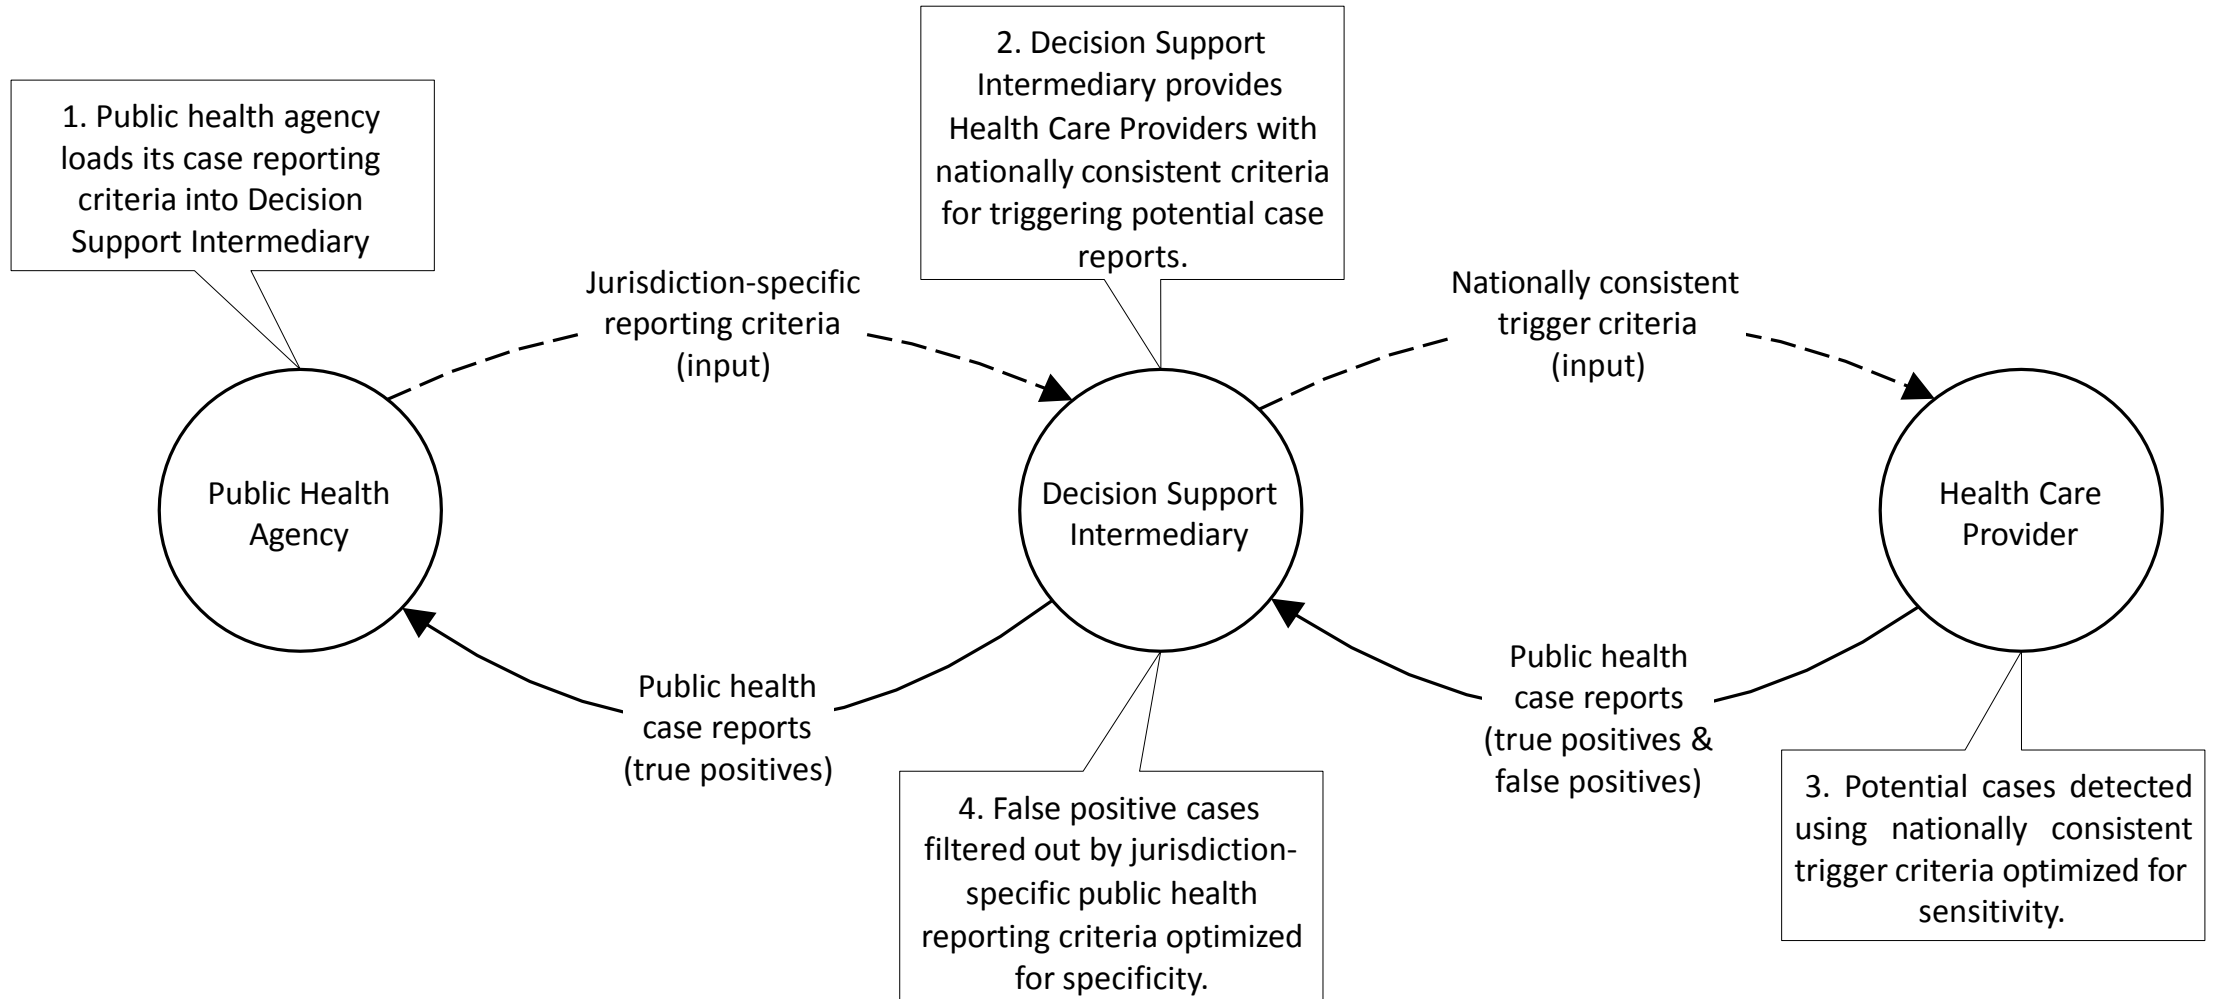 1. Public health agency
loads its case reporting
criteria into Decision
Support Intermediary
2. Decision Support
Intermediary provides
Health Care Providers with
nationally consistent criteria
for triggering potential case
reports.
Jurisdiction-specific
reporting criteria
(input)
Nationally consistent
trigger criteria
(input)
Public Health
Agency
Decision Support
Intermediary
Health Care
Provider
Public health
case reports
(true positives)
Public health
case reports
(true positives &
false positives)
4. False positive cases
filtered out by jurisdiction-
specific public health
reporting criteria optimized
for specificity.
3. Potential cases detected
using nationally consistent
trigger criteria optimized for
sensitivity.